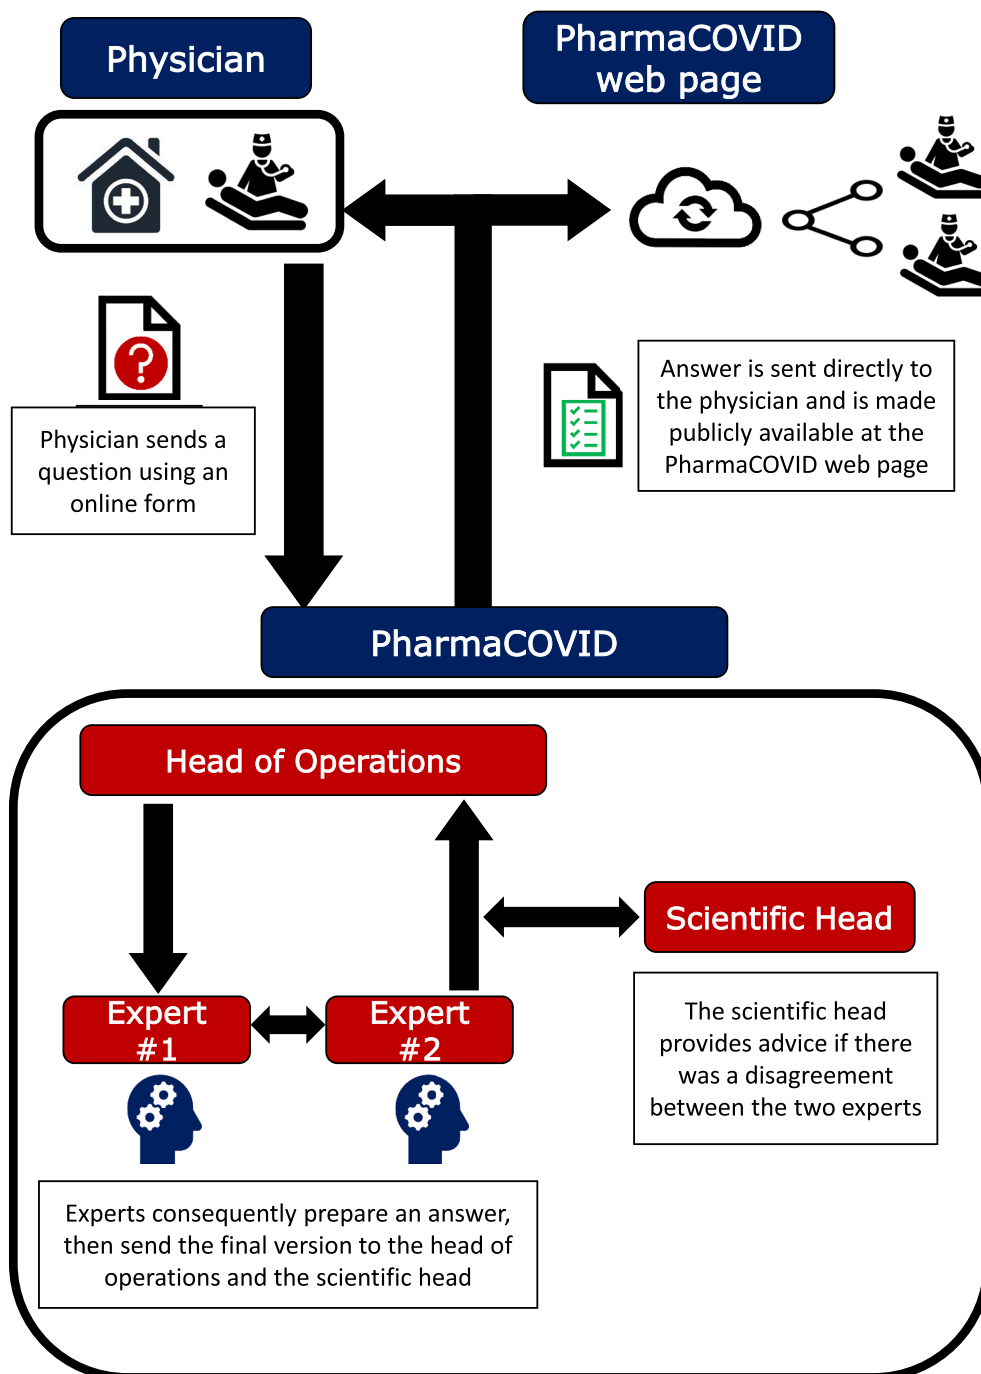 Physician
PharmaCOVID
web page
?
Physician sends a
question using an
online form
Answer is sent directly to
the physician and is made
publicly available at the
PharmaCOVID web page
PharmaCOVID
Head of Operations
Scientific Head
Expert
#1
Expert
#2
The scientific head
provides advice if there
was a disagreement
between the two experts
Experts consequently prepare an answer,
then send the final version to the head of
operations and the scientific head